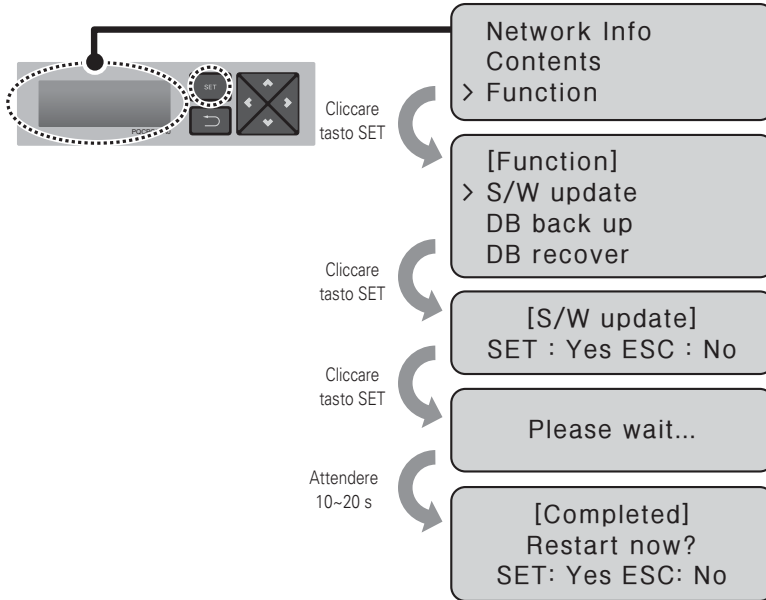 Network Info
Contents
> Function
SET
Cliccare
tasto SET
[Function]
> S/W update
DB back up
DB recover
Cliccare
tasto SET
[S/W update]
SET : Yes ESC : No
Cliccare
tasto SET
Please wait...
Attendere
10~20 s
[Completed]
Restart now?
SET: Yes ESC: No